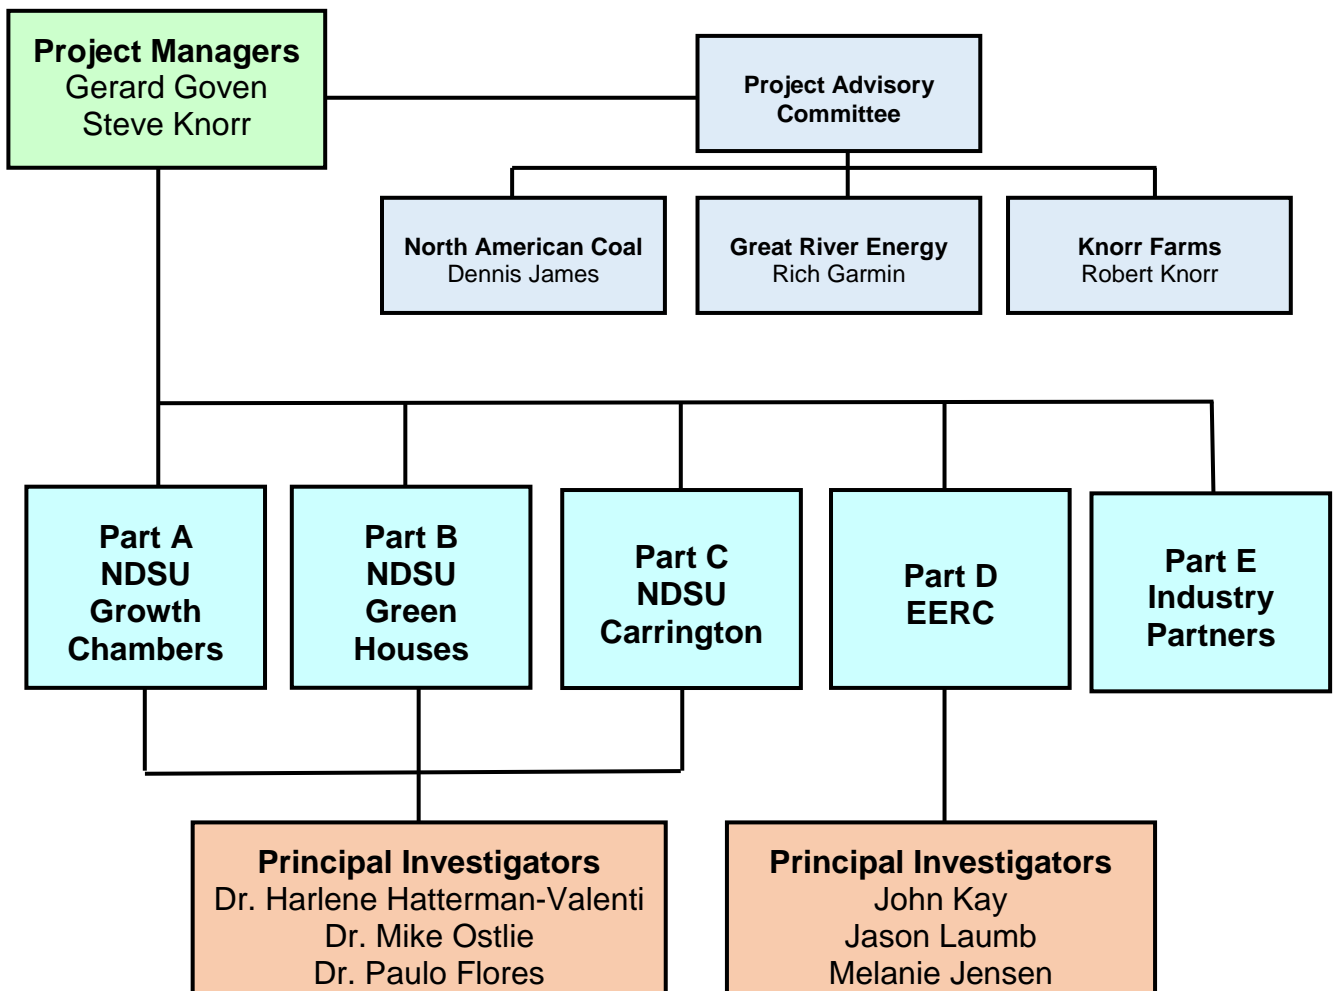 Project Managers
Gerard Goven
Steve Knorr
Project Advisory
Committee
North American Coal
Dennis James
Great River Energy
Rich Garmin
Knorr Farms
Robert Knorr
Part A
NDSU
Growth
Chambers
Part B
NDSU
Green
Houses
Part C
NDSU
Carrington
Part D
EERC
Part E
Industry
Partners
Principal Investigators
Dr. Harlene Hatterman-Valenti
Dr. Mike Ostlie
Dr. Paulo Flores
Principal Investigators
John Kay
Jason Laumb
Melanie Jensen